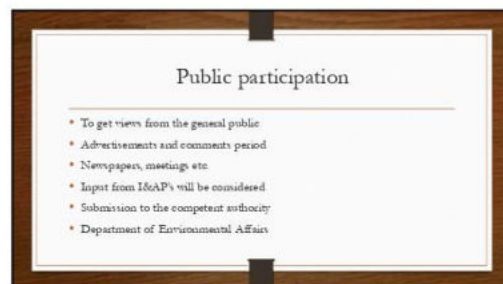 Public participation
• To get views from the general public
• Advertisements and comments period
• Newspapers, meetings etc
• Input from I&AP's will be considered
• Submission to the competent authority
• Department of Environmental Affairs